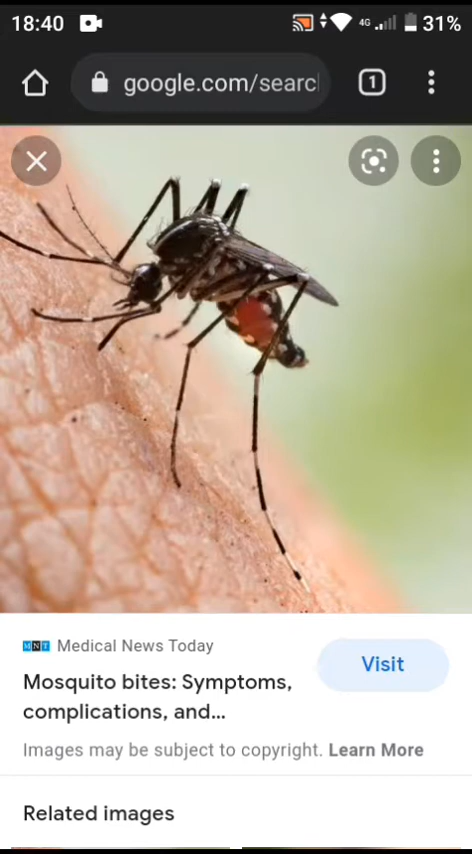 18:40 4G 31%
google.com/searc 1
MNT Medical News Today
Visit
Mosquito bites: Symptoms,
complications, and...
Images may be subject to copyright. Learn More
Related images